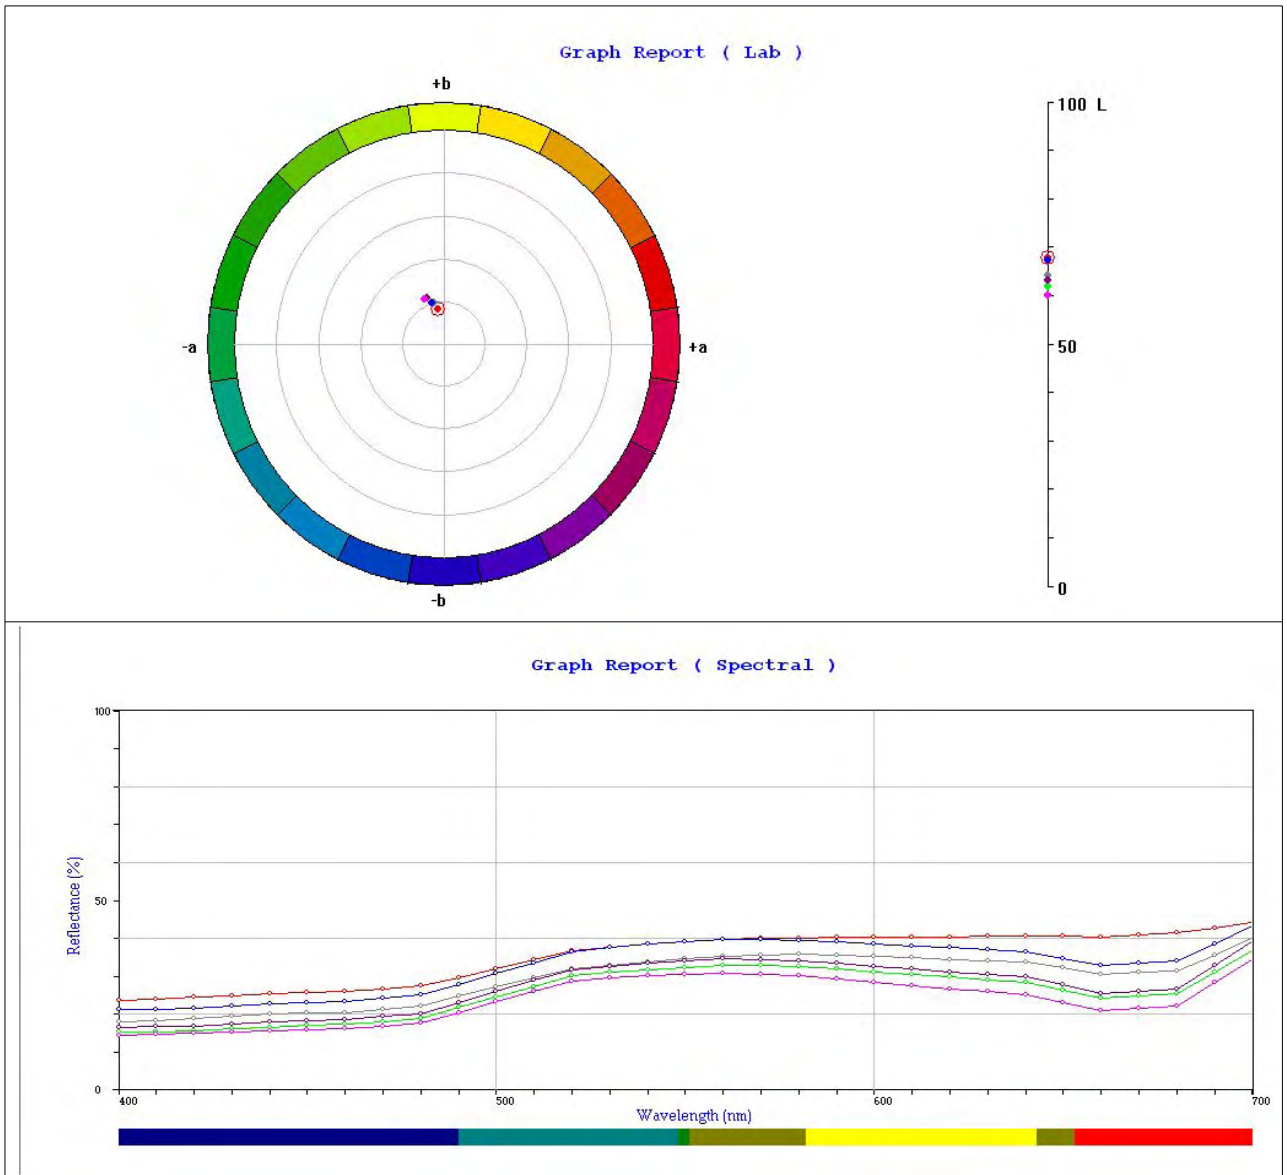 Graph Report ( Lab )
+b
100 L
-a
+a
50
-b
0
Graph Report ( Spectral )
100
Reflectance (%)
50
0
400
500
600
700
Wavelength (nm)